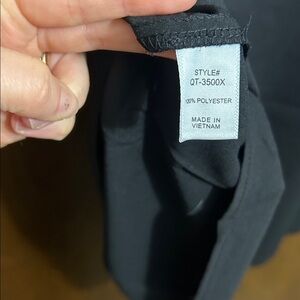 STYLE#
QT-3500X
100% POLYESTER
MADE IN
VIETNAM